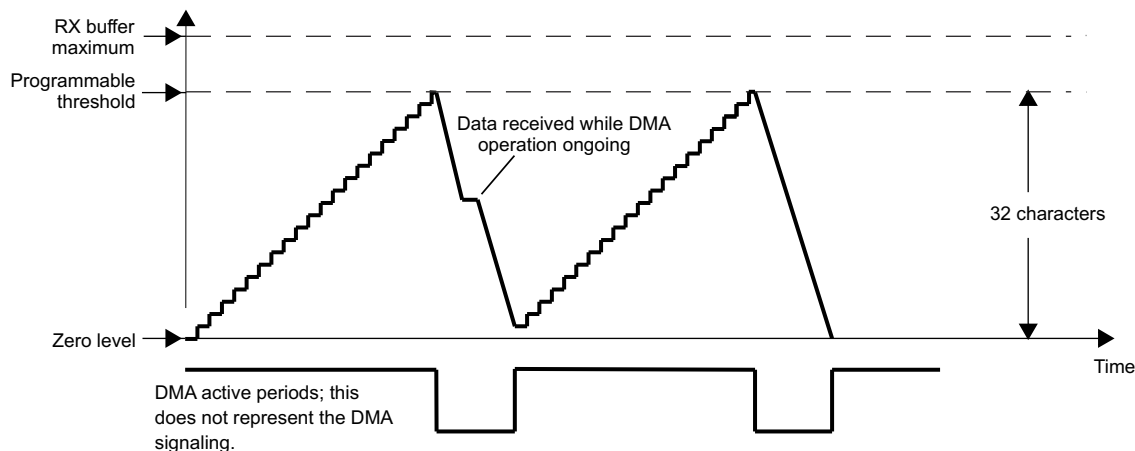 RX buffer
maximum
Programmable
threshold
Data received while DMA
operation ongoing
32 characters
Zero level
Time
DMA active periods; this
does not represent the DMA
signaling.